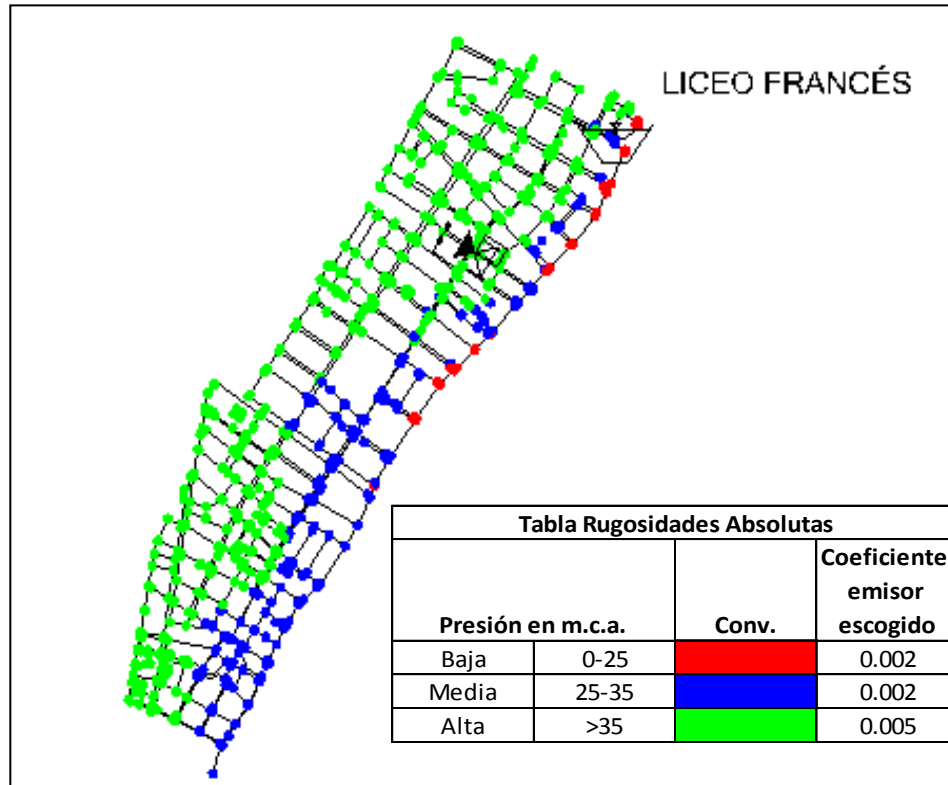 LICEO FRANCÉS
Tabla Rugosidades Absolutas
Presión en m.c.a. Conv. Coeficiente emisor escogido
Baja 0-25 0.002
Media 25-35 0.002
Alta >35 0.005